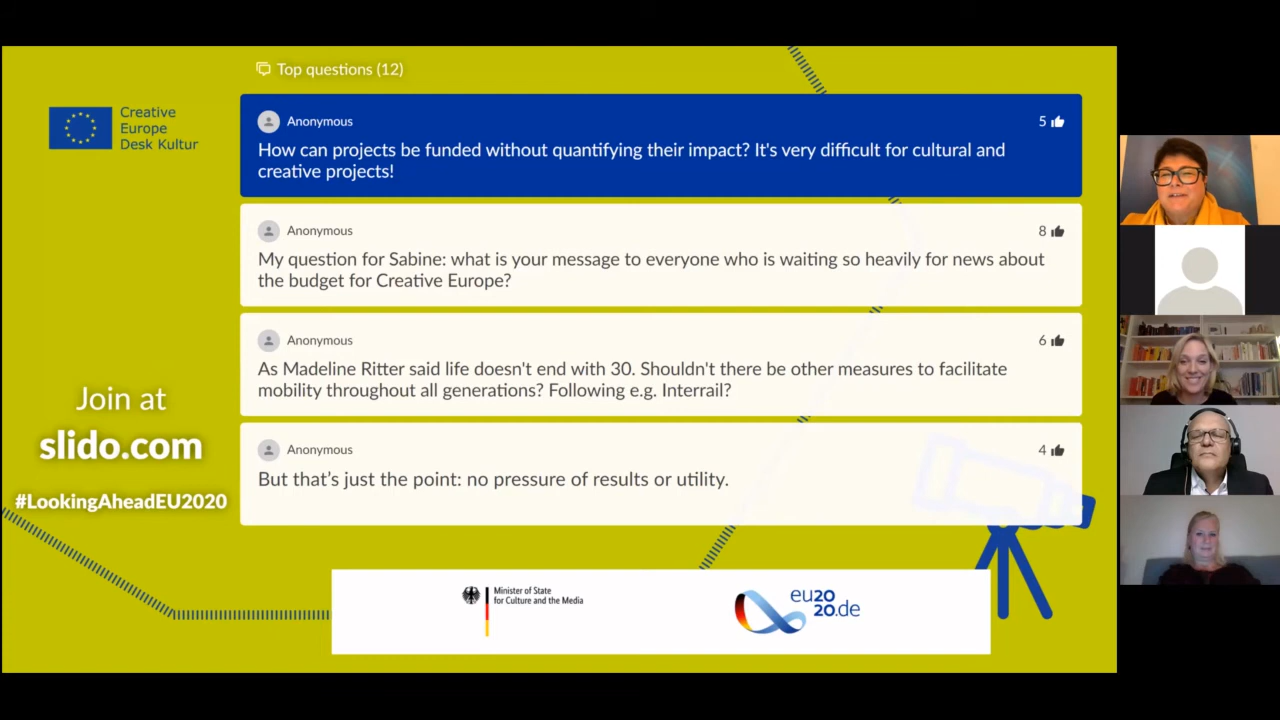 Top questions (12)
Creative
Europe
Desk Kultur
Anonymous
5
How can projects be funded without quantifying their impact? It's very difficult for cultural and
creative projects!
Anonymous
8
My question for Sabine: what is your message to everyone who is waiting so heavily for news about
the budget for Creative Europe?
Anonymous
6
As Madeline Ritter said life doesn't end with 30. Shouldn't there be other measures to facilitate
mobility throughout all generations? Following e.g. Interrail?
Anonymous
4
But that’s just the point: no pressure of results or utility.
Join at
slido.com
#LookingAheadEU2020
Minister of State
for Culture and the Media
eu20
20.de